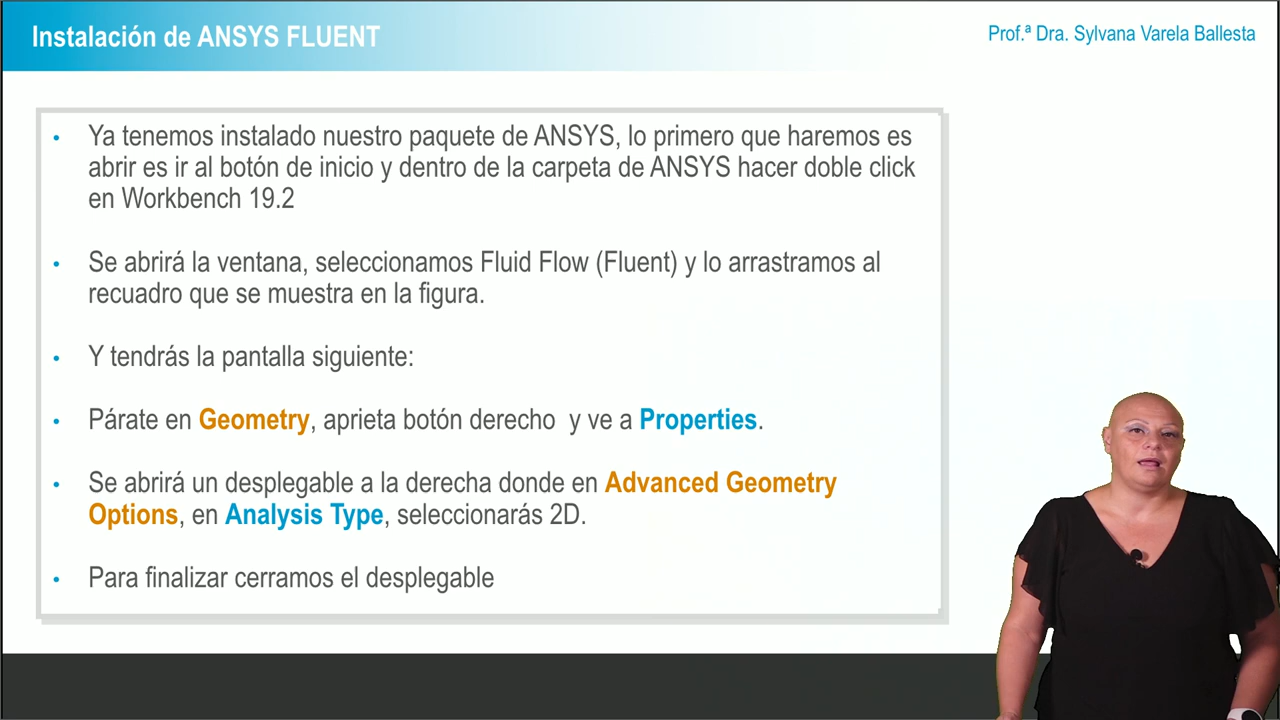 Instalación de ANSYS FLUENT
Prof.ª Dra. Sylvana Varela Ballesta
• Ya tenemos instalado nuestro paquete de ANSYS, lo primero que haremos es
abrir es ir al botón de inicio y dentro de la carpeta de ANSYS hacer doble click
en Workbench 19.2
• Se abrirá la ventana, seleccionamos Fluid Flow (Fluent) y lo arrastramos al
recuadro que se muestra en la figura.
• Y tendrás la pantalla siguiente:
• Párate en Geometry, aprieta botón derecho y ve a Properties.
• Se abrirá un desplegable a la derecha donde en Advanced Geometry
Options, en Analysis Type, seleccionarás 2D.
• Para finalizar cerramos el desplegable